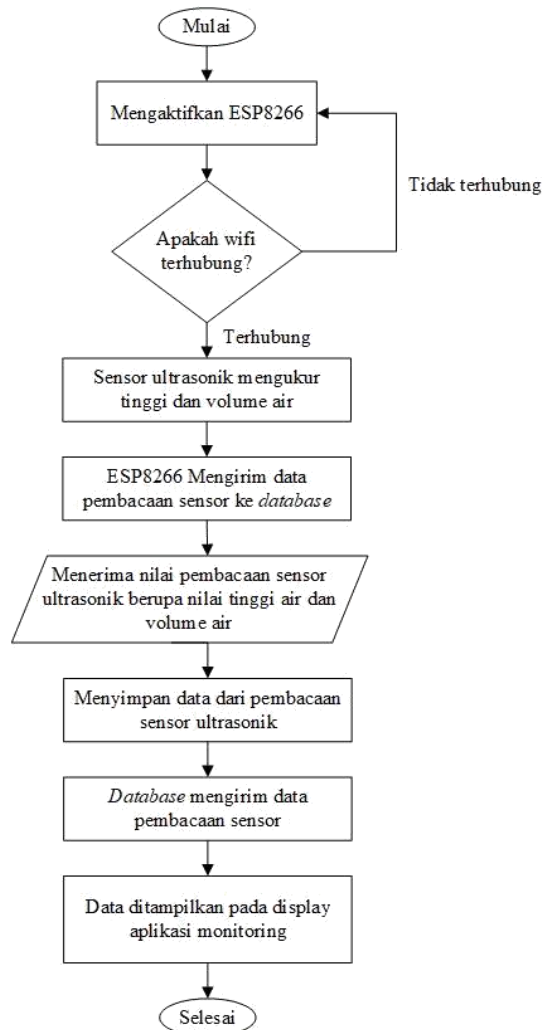 Mulai
Mengaktifkan ESP8266
Tidak terhubung
Apakah wifi
terhubung?
Terhubung
Sensor ultrasonik mengukur
tinggi dan volume air
ESP8266 Mengirim data
pembacaan sensor ke database
Menerima nilai pembacaan sensor
ultrasonik berupa nilai tinggi air dan
volume air
Menyimpan data dari pembacaan
sensor ultrasonik
Database mengirim data
pembacaan sensor
Data ditampilkan pada display
aplikasi monitoring
Selesai